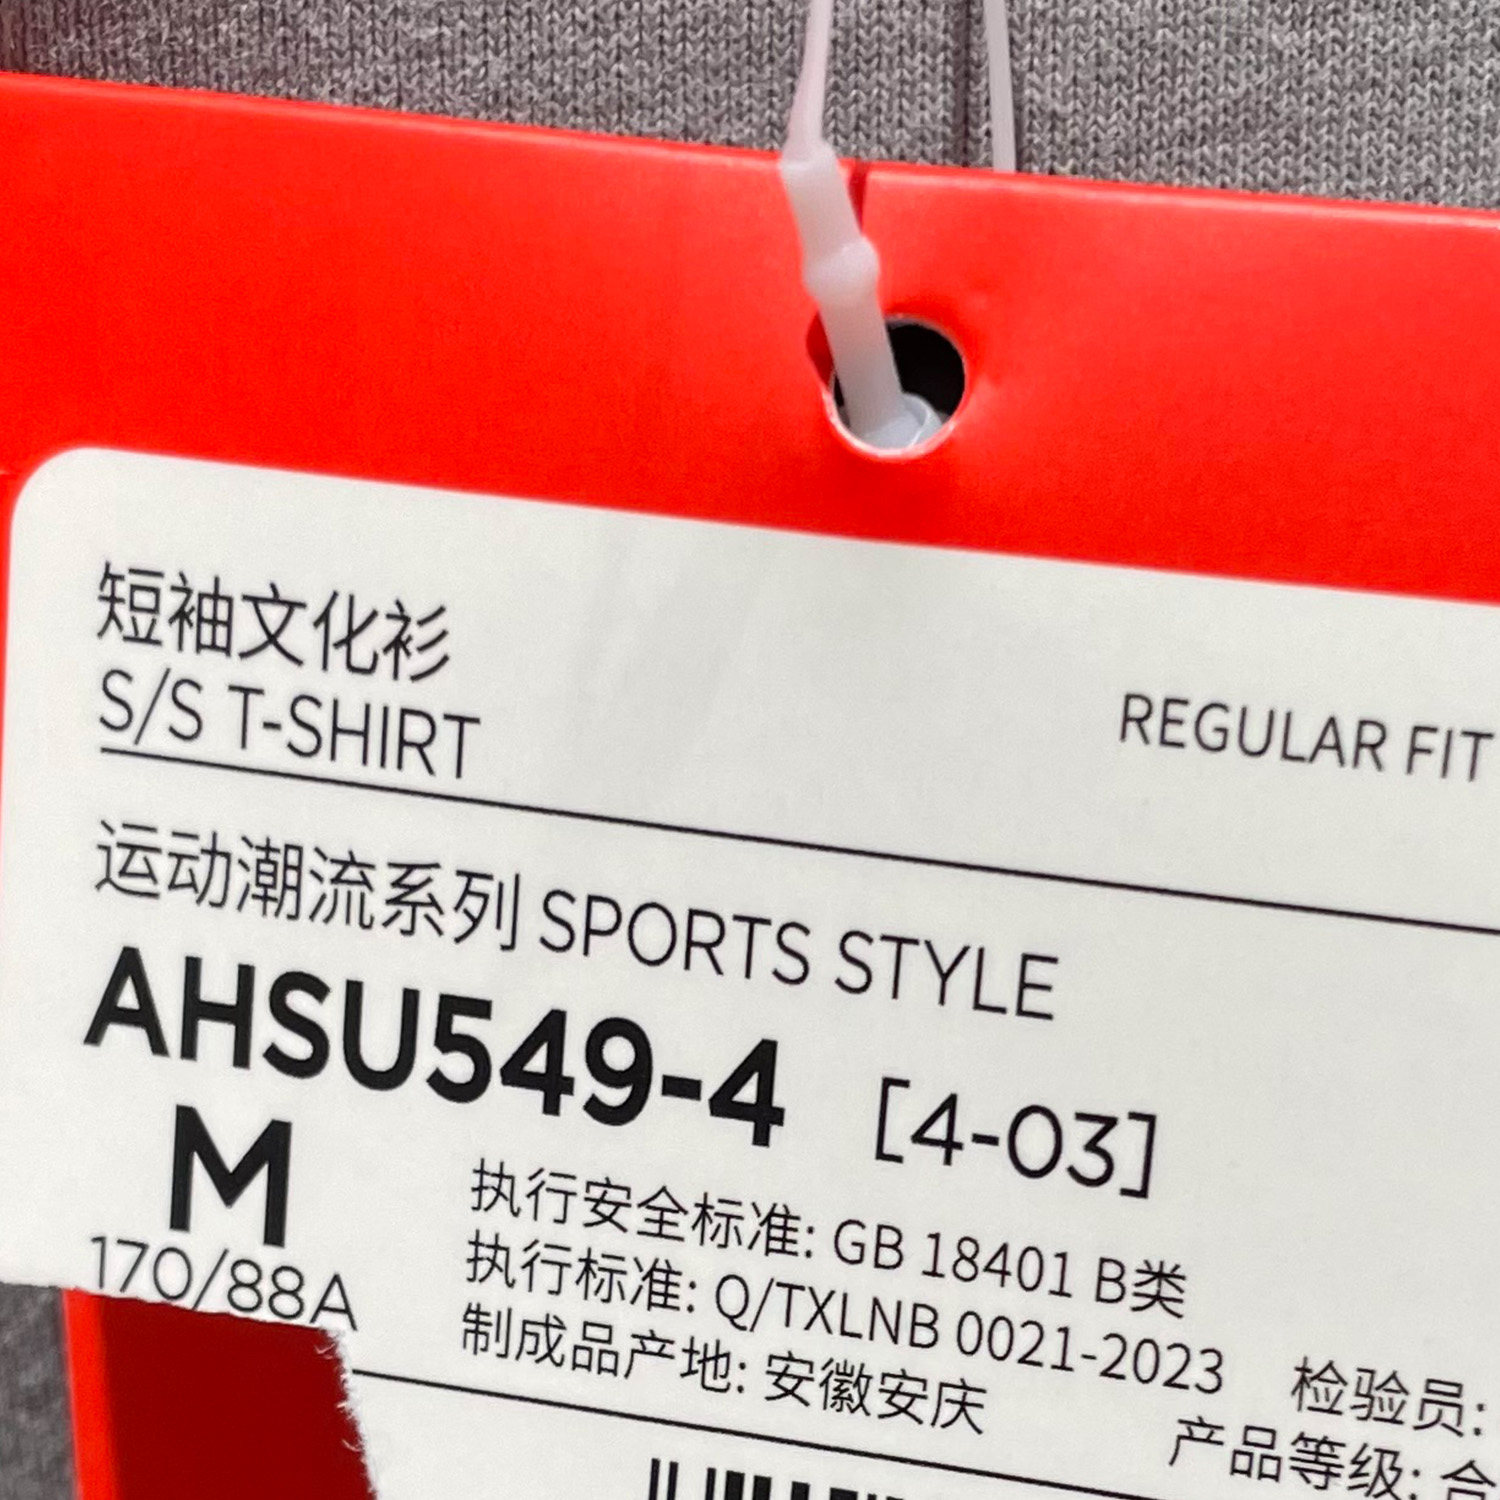 短袖文化衫
S/S T-SHIRT
REGULAR FIT
运动潮流系列 SPORTS STYLE
AHSU549-4 [4-03]
M
170/88A
执行安全标准: GB 18401 B类
执行标准: Q/TXLNB 0021-2023
检验员:
制成品产地: 安徽安庆
产品等级: 合